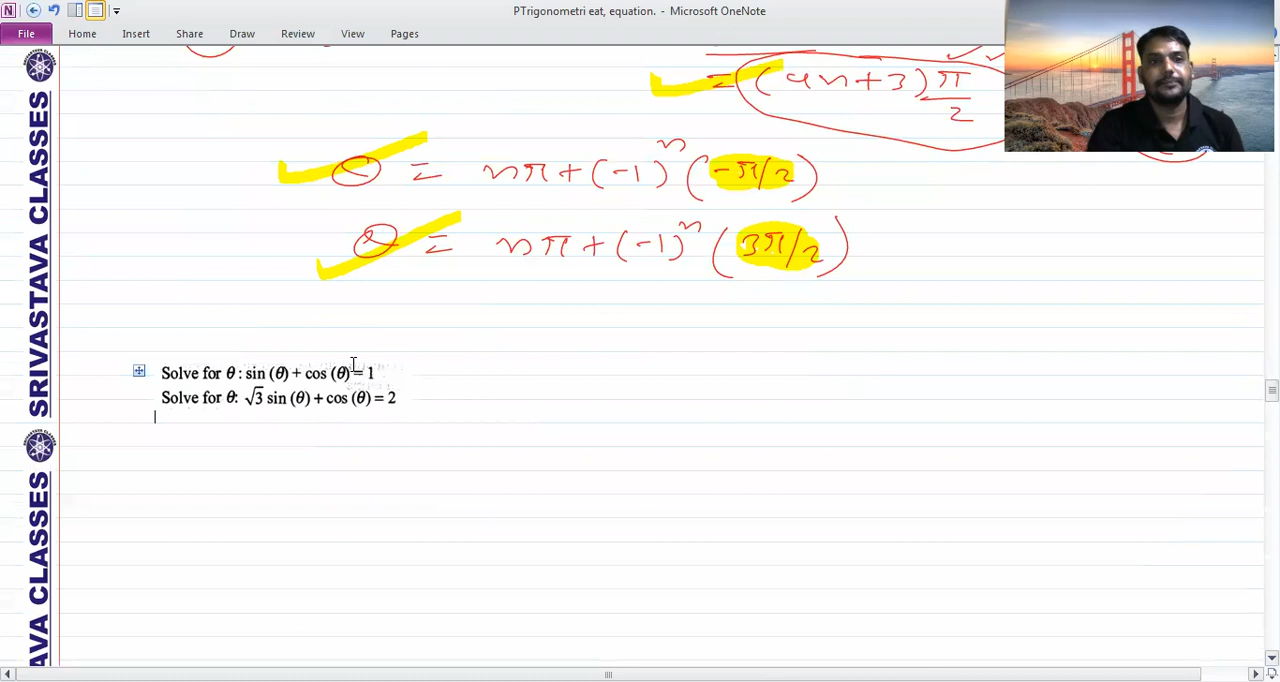 PTrigonometri eat, equation. - Microsoft OneNote
File Home Insert Share Draw Review View Pages
= (4n+3) π/2
θ = nπ + (-1)^n (-π/2)
θ = nπ + (-1)^n (3π/2)
Solve for θ : sin (θ) + cos (θ) = 1
Solve for θ: √3 sin (θ) + cos (θ) = 2
SRIVASTAVA CLASSES
AVA CLASSES